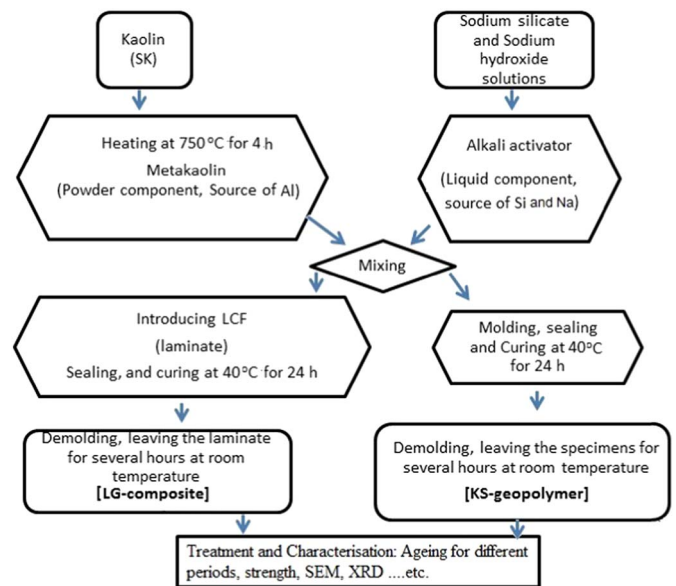 Kaolin
(SK)
Sodium silicate
and Sodium
hydroxide
solutions
Heating at 750°C for 4 h
Metakaolin
(Powder component, Source of Al)
Alkali activator
(Liquid component,
source of Si and Na)
Mixing
Introducing LCF
(laminate)
Sealing, and curing at 40°C for 24 h
Molding, sealing
and Curing at 40°C
for 24 h
Demolding, leaving the laminate
for several hours at room
temperature
[LG-composite]
Demolding, leaving the specimens for
several hours at room temperature
[KS-geopolymer]
Treatment and Characterisation: Ageing for different
periods, strength, SEM, XRD ....etc.